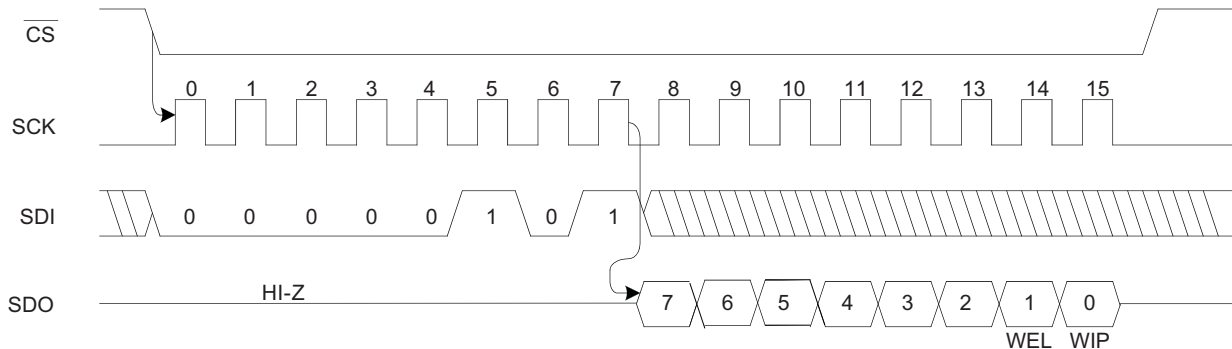 CS
0 1 2 3 4 5 6 7 8 9 10 11 12 13 14 15
SCK
SDI 0 0 0 0 0 1 0 1
HI-Z
SDO 7 6 5 4 3 2 1 0
WEL WIP